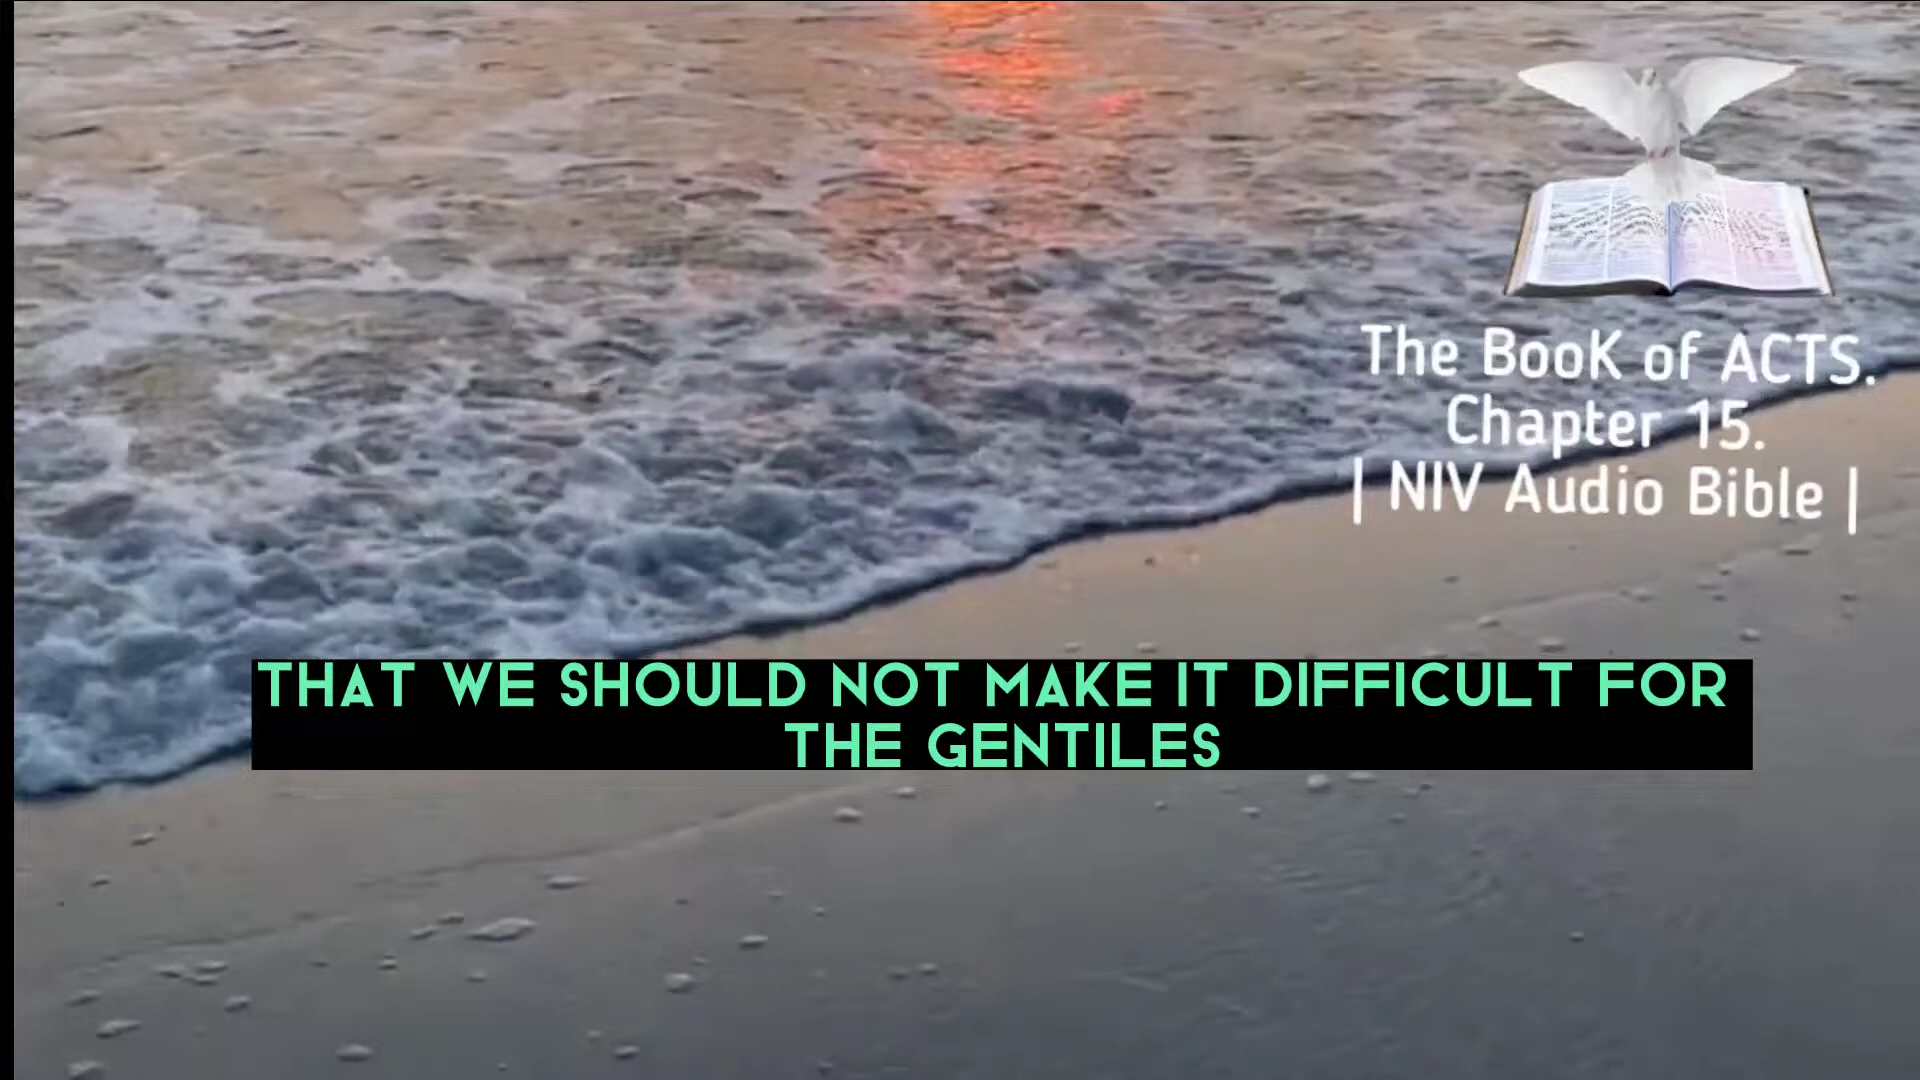 The BooK of ACTS.
Chapter 15.
| NIV Audio Bible |
THAT WE SHOULD NOT MAKE IT DIFFICULT FOR
THE GENTILES